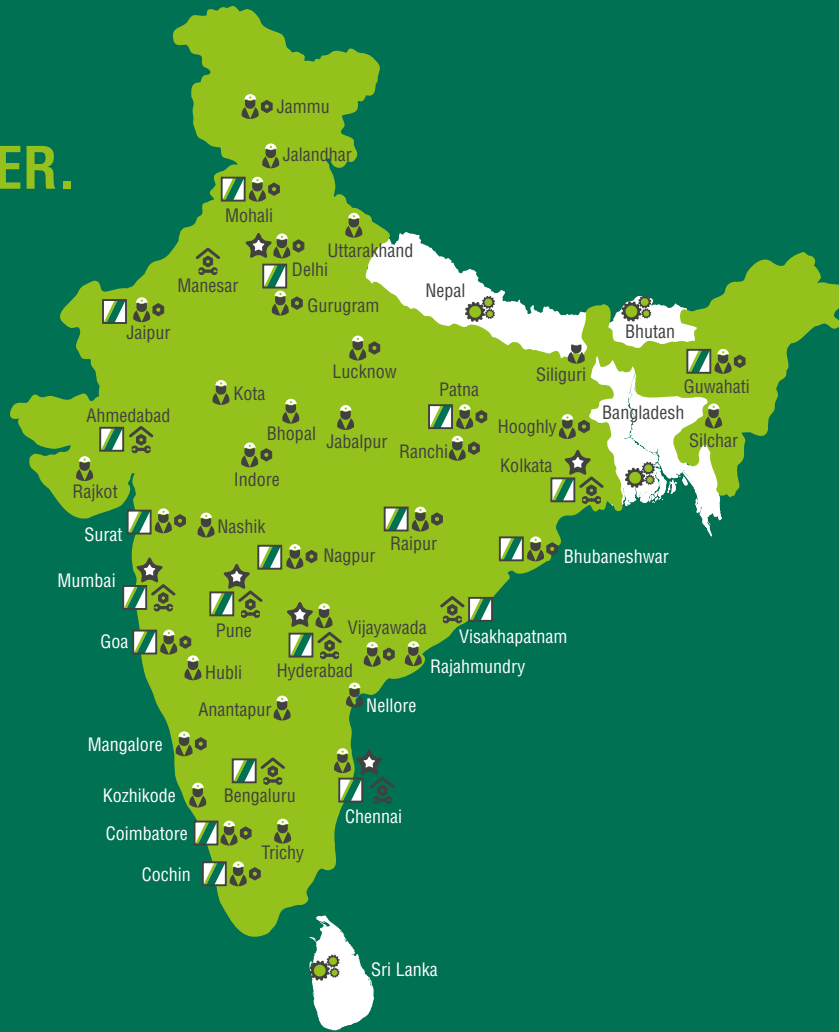 Jammu
ER.
Jalandhar
Mohali
Uttarakhand
Delhi
Manesar
Nepal
Gurugram
Jaipur
Bhutan
Lucknow
Siliguri
Guwahati
Patna
Kota
Ahmedabad
Bangladesh
Bhopal
Jabalpur
Hooghly
Silchar
Ranchi
Kolkata
Indore
Rajkot
Surat
Nashik
Raipur
Nagpur
Bhubaneshwar
Mumbai
Pune
Vijayawada
Visakhapatnam
Goa
Hyderabad
Rajahmundry
Hubli
Nellore
Anantapur
Mangalore
Kozhikode
Bengaluru
Chennai
Coimbatore
Trichy
Cochin
Sri Lanka